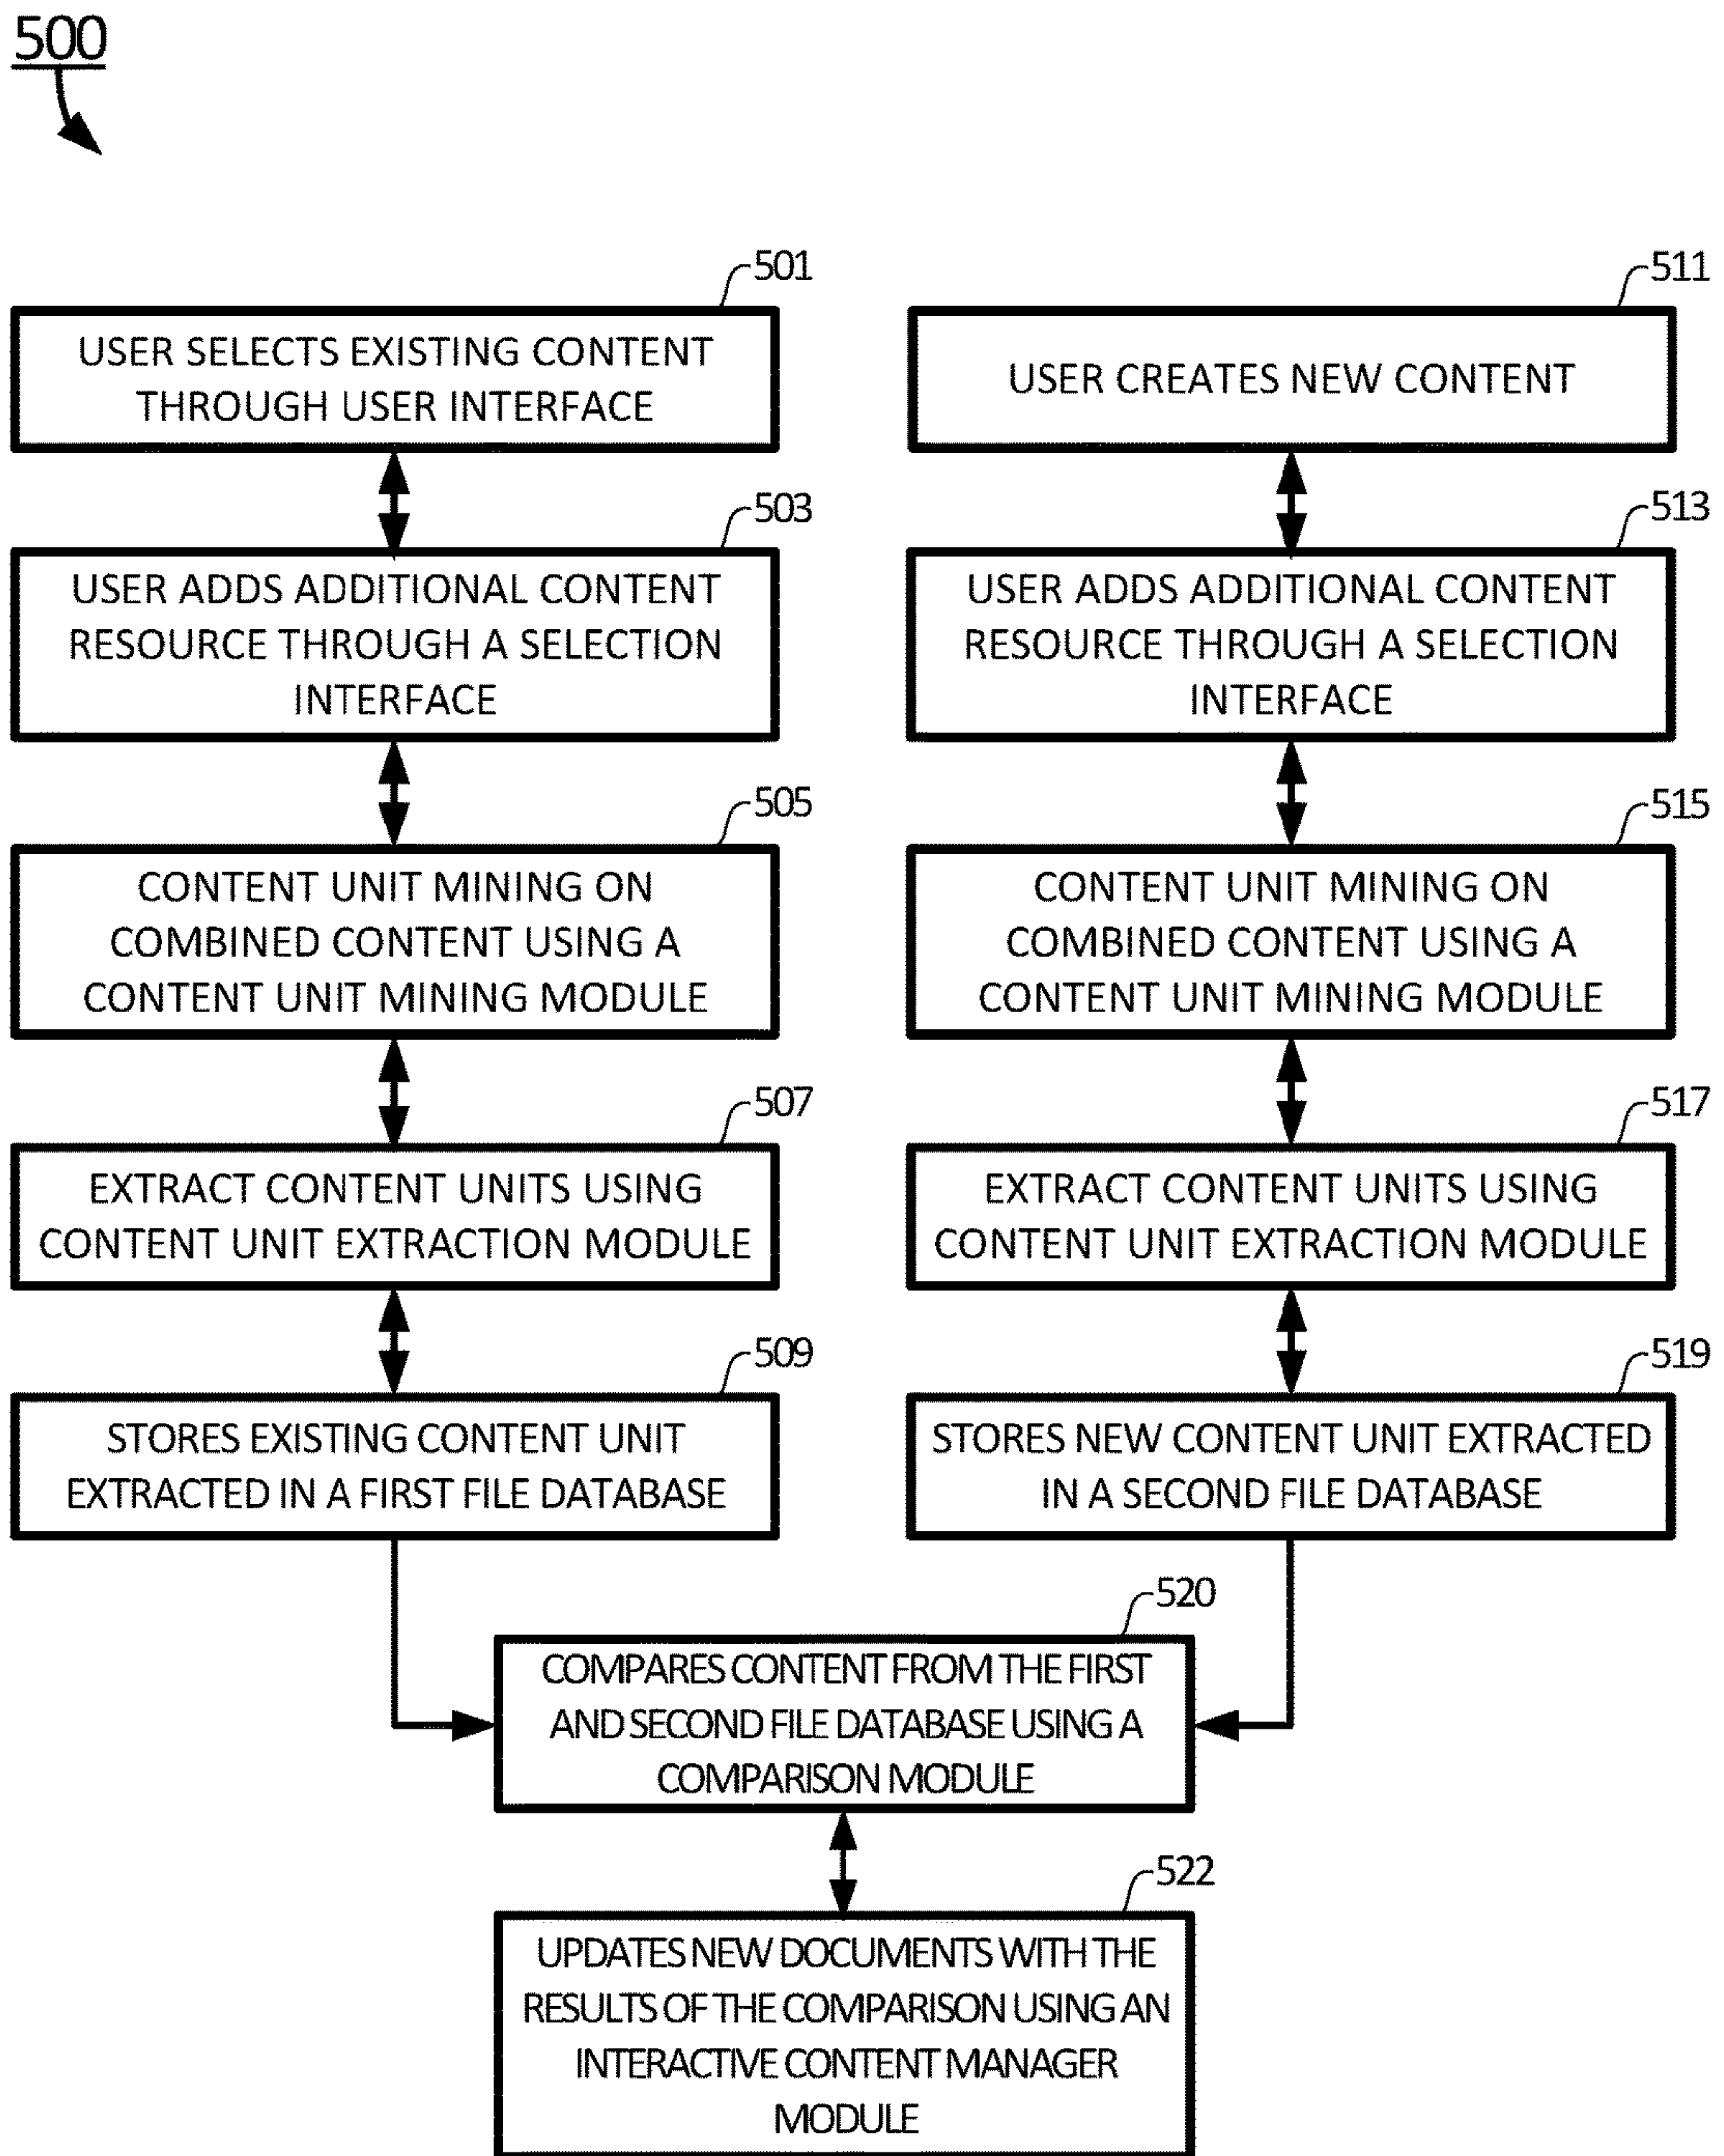 500
501
USER SELECTS EXISTING CONTENT
THROUGH USER INTERFACE
503
USER ADDS ADDITIONAL CONTENT
RESOURCE THROUGH A SELECTION
INTERFACE
505
CONTENT UNIT MINING ON
COMBINED CONTENT USING A
CONTENT UNIT MINING MODULE
507
EXTRACT CONTENT UNITS USING
CONTENT UNIT EXTRACTION MODULE
509
STORES EXISTING CONTENT UNIT
EXTRACTED IN A FIRST FILE DATABASE
511
USER CREATES NEW CONTENT
513
USER ADDS ADDITIONAL CONTENT
RESOURCE THROUGH A SELECTION
INTERFACE
515
CONTENT UNIT MINING ON
COMBINED CONTENT USING A
CONTENT UNIT MINING MODULE
517
EXTRACT CONTENT UNITS USING
CONTENT UNIT EXTRACTION MODULE
519
STORES NEW CONTENT UNIT EXTRACTED
IN A SECOND FILE DATABASE
520
COMPARES CONTENT FROM THE FIRST
AND SECOND FILE DATABASE USING A
COMPARISON MODULE
522
UPDATES NEW DOCUMENTS WITH THE
RESULTS OF THE COMPARISON USING AN
INTERACTIVE CONTENT MANAGER
MODULE